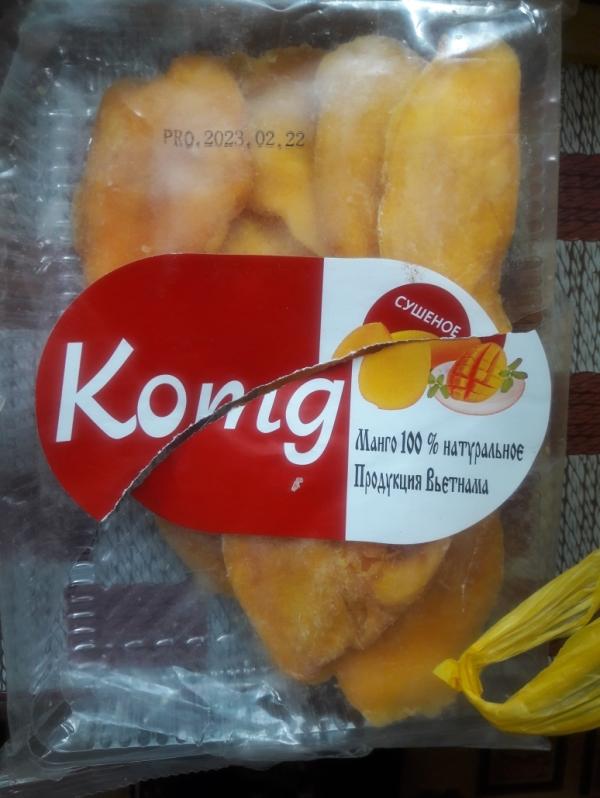 PRO.2023.02.22
СУШЕНОЕ
Konig
Манго 100 % натуральное
Продукция Вьетнама